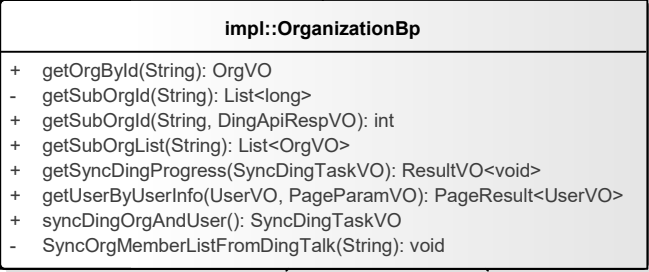 impl::OrganizationBp
+ getOrgById(String): OrgVO
- getSubOrgId(String): List<long>
+ getSubOrgId(String, DingApiRespVO): int
+ getSubOrgList(String): List<OrgVO>
+ getSyncDingProgress(SyncDingTaskVO): ResultVO<void>
+ getUserByUserInfo(UserVO, PageParamVO): PageResult<UserVO>
+ syncDingOrgAndUser(): SyncDingTaskVO
- SyncOrgMemberListFromDingTalk(String): void